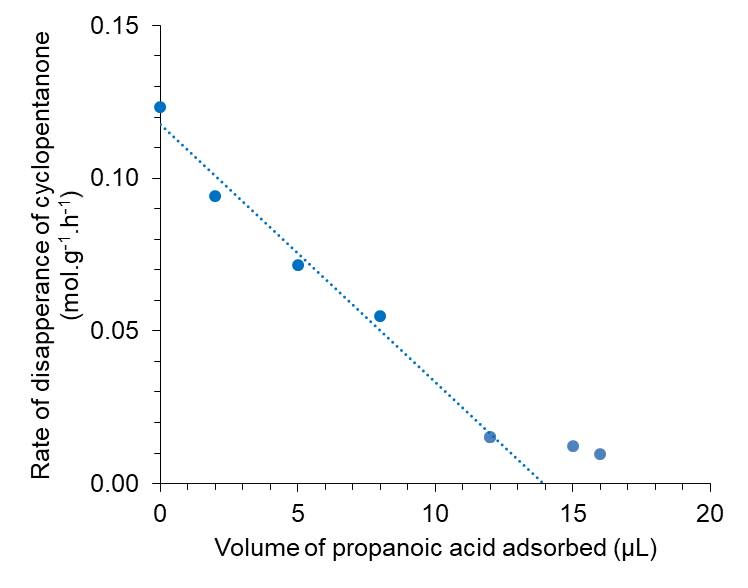 Rate of disapperance of cyclopentanone
(mol.g⁻¹.h⁻¹)
0.15
0.10
0.05
0.00
0 5 10 15 20
Volume of propanoic acid adsorbed (µL)